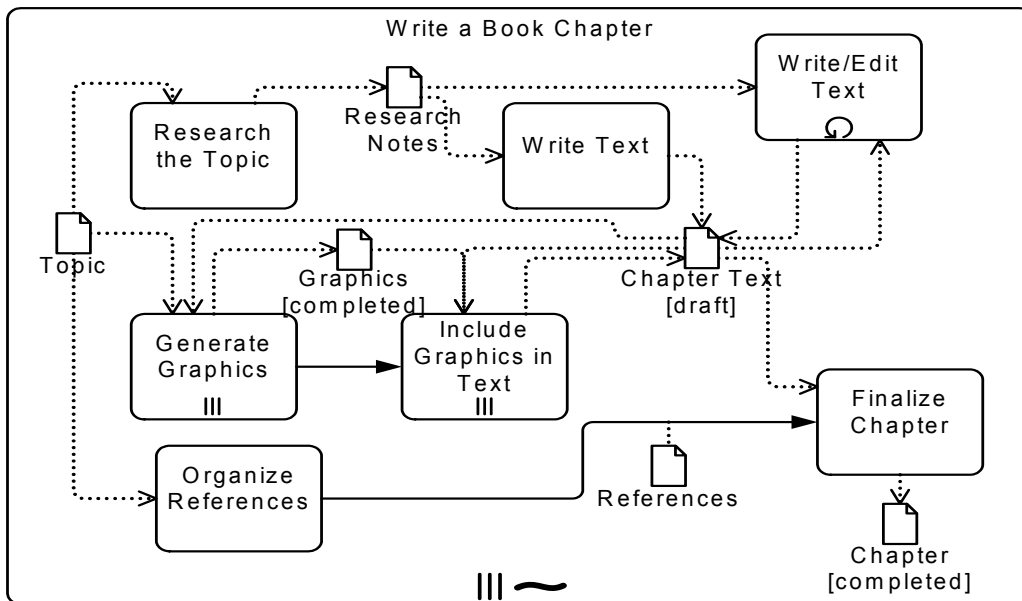 Write a Book Chapter
Write/Edit
Text
Research
Notes
Research
the Topic
Write Text
Topic
Graphics
[completed]
Chapter Text
[draft]
Generate
Graphics
Include
Graphics in
Text
Finalize
Chapter
Organize
References
References
Chapter
[completed]